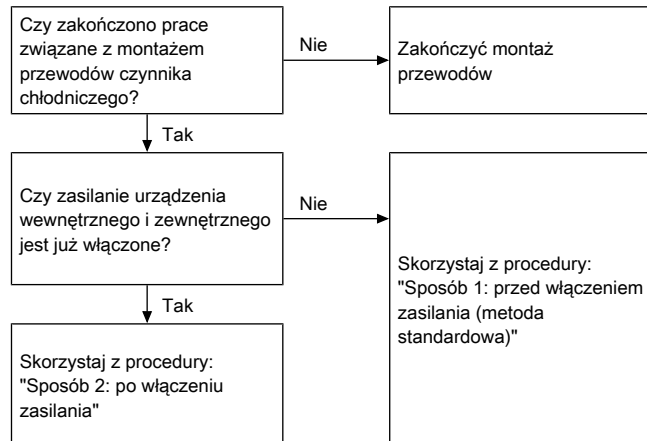 Czy zakończono prace
związane z montażem
przewodów czynnika
chłodniczego?
Nie
Zakończyć montaż
przewodów
Tak
Czy zasilanie urządzenia
wewnętrznego i zewnętrznego
jest już włączone?
Nie
Skorzystaj z procedury:
"Sposób 1: przed włączeniem
zasilania (metoda
standardowa)"
Tak
Skorzystaj z procedury:
"Sposób 2: po włączeniu
zasilania"